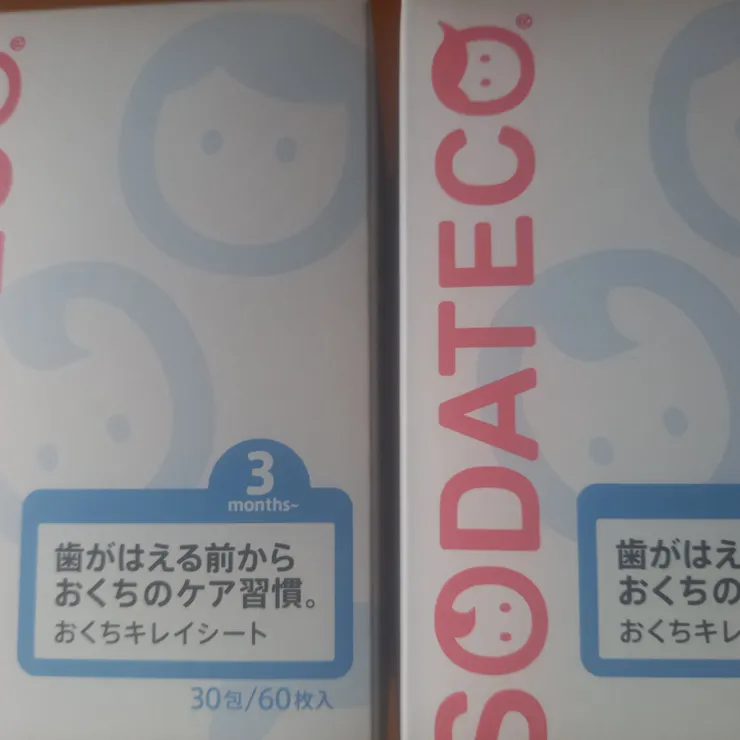 3
months~
歯がはえる前から
おくちのケア習慣。
おくちキレイシート
30包/60枚入
SODATECO®
歯がはえ
おくちの
おくちキレ